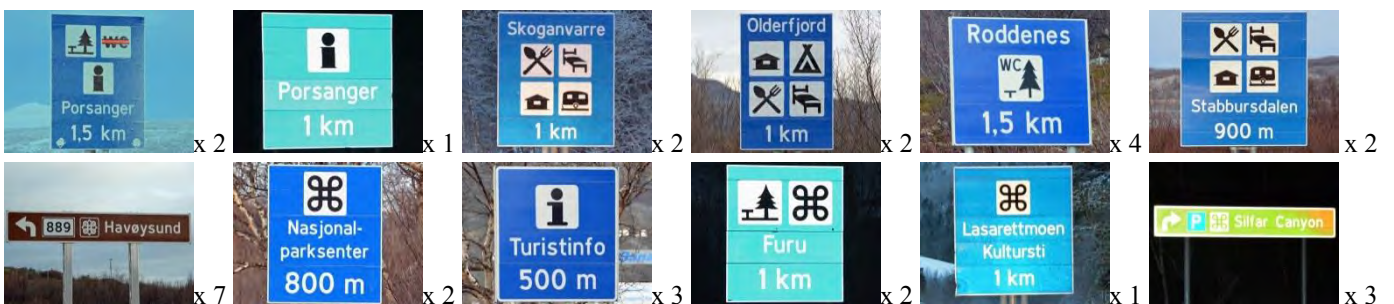 WC
i
Porsanger
1,5 km
x 2
i
Porsanger
1 km
x 1
Skoganvarre
1 km
x 2
Olderfjord
1 km
x 2
Roddenes
WC
1,5 km
x 4
Stabbursdalen
900 m
x 2
889 Havøysund
x 7
Nasjonal-
parksenter
800 m
x 2
i
Turistinfo
500 m
x 3
Furu
1 km
x 2
Lasarettmoen
Kultursti
1 km
x 1
P Silfar Canyon
x 3